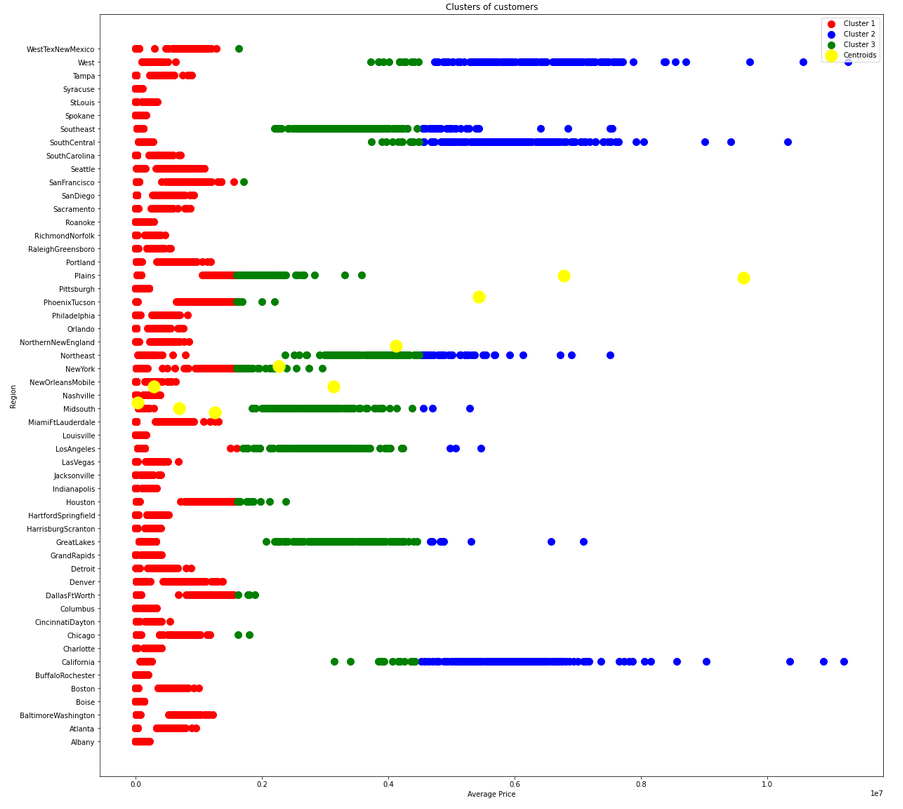 Clusters of customers
Cluster 1
Cluster 2
Cluster 3
Centroids
Region
WestTexNewMexico
West
Tampa
Syracuse
StLouis
Spokane
Southeast
SouthCentral
SouthCarolina
Seattle
SanFrancisco
SanDiego
Sacramento
Roanoke
RichmondNorfolk
RaleighGreensboro
Portland
Plains
Pittsburgh
PhoenixTucson
Philadelphia
Orlando
NorthernNewEngland
Northeast
NewYork
NewOrleansMobile
Nashville
Midsouth
MiamiFtLauderdale
Louisville
LosAngeles
LasVegas
Jacksonville
Indianapolis
Houston
HartfordSpringfield
HarrisburgScranton
GreatLakes
GrandRapids
Detroit
Denver
DallasFtWorth
Columbus
CincinnatiDayton
Chicago
Charlotte
California
BuffaloRochester
Boston
Boise
BaltimoreWashington
Atlanta
Albany
0.0 0.2 0.4 0.6 0.8 1.0
1e7
Average Price